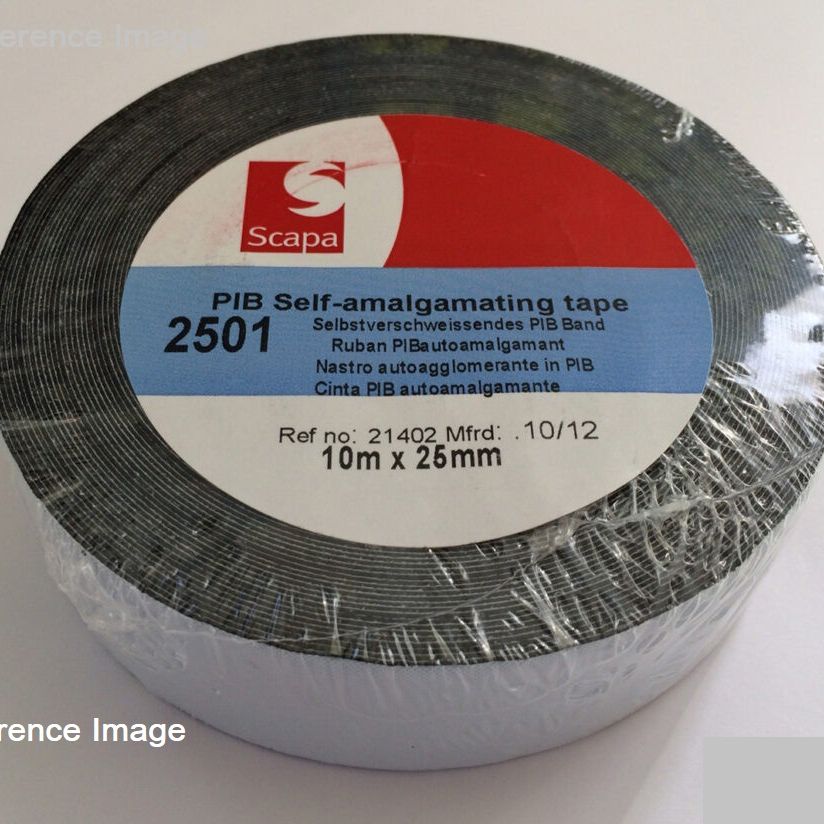 erence Image
Scapa
PIB Self-amalgamating tape
2501
Selbstverschweissendes PIB Band
Ruban PIBautoamalgamant
Nastro autoagglomerante in PIB
Cinta PIB autoamalgamante
Ref no: 21402 Mfrd: .10/12
10m x 25mm
rence Image